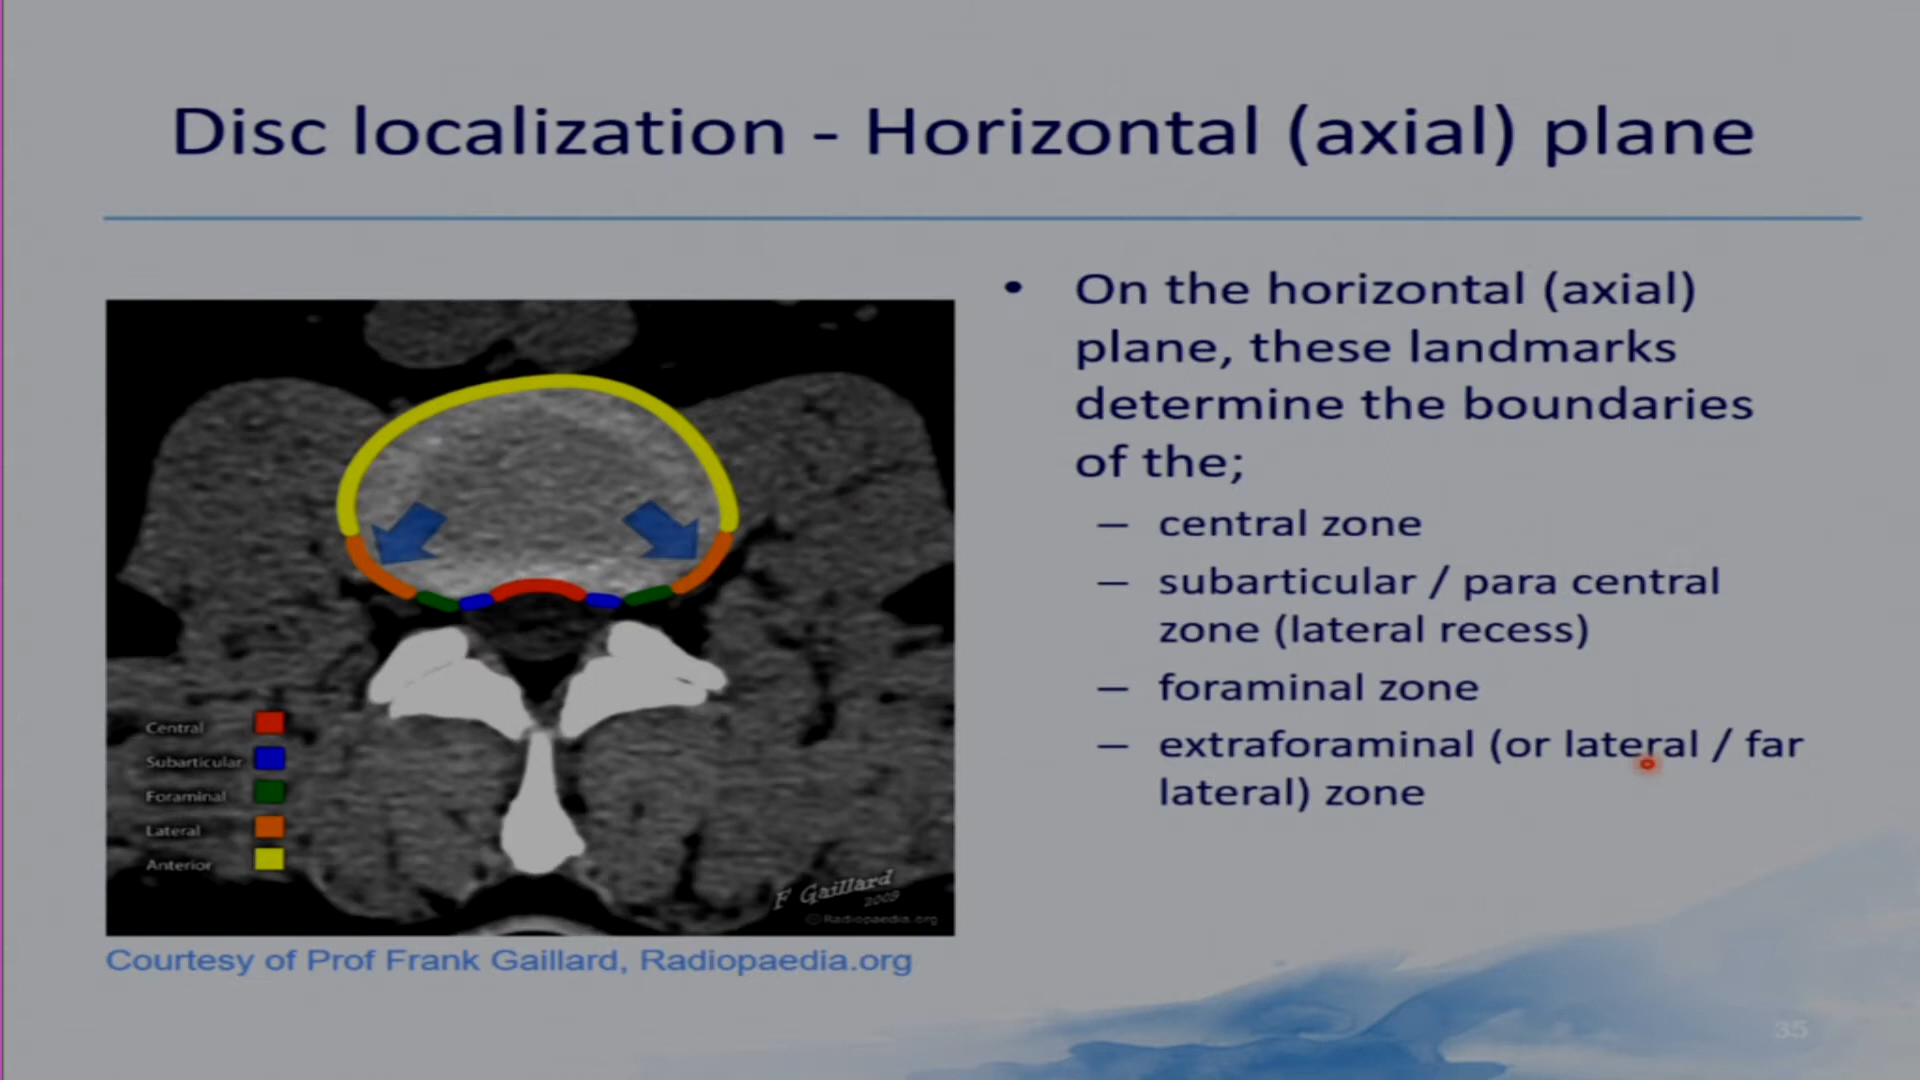 Disc localization - Horizontal (axial) plane
• On the horizontal (axial)
plane, these landmarks
determine the boundaries
of the;
– central zone
– subarticular / para central
zone (lateral recess)
– foraminal zone
– extraforaminal (or lateral / far
lateral) zone
Central
Subarticular
Foraminal
Lateral
Anterior
F Gaillard
2009
©Radiopaedia.org
Courtesy of Prof Frank Gaillard, Radiopaedia.org
35